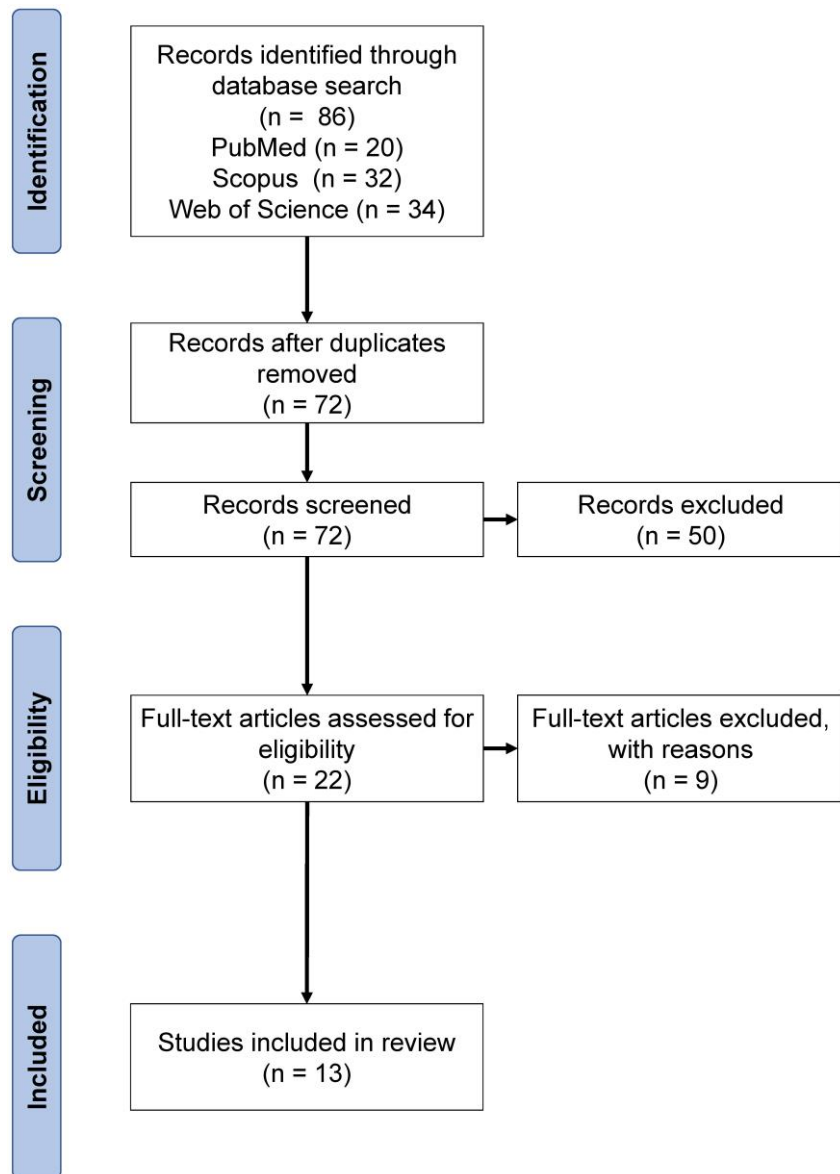 Identification
Records identified through
database search
(n = 86)
PubMed (n = 20)
Scopus (n = 32)
Web of Science (n = 34)
Screening
Records after duplicates
removed
(n = 72)
Records screened
(n = 72)
Records excluded
(n = 50)
Eligibility
Full-text articles assessed for
eligibility
(n = 22)
Full-text articles excluded,
with reasons
(n = 9)
Included
Studies included in review
(n = 13)